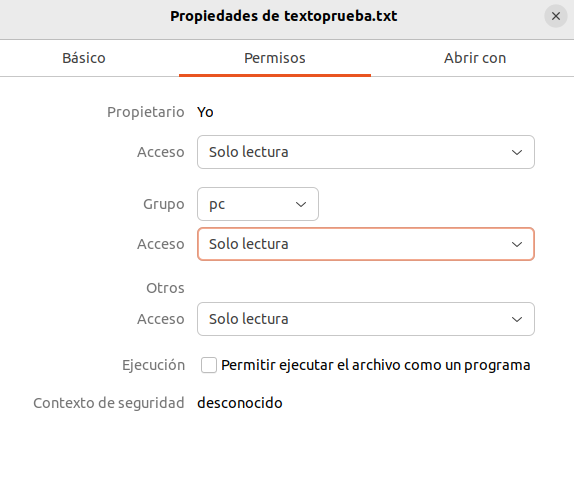 Propiedades de textoprueba.txt
Básico Permisos Abrir con
Propietario Yo
Acceso Solo lectura
Grupo pc
Acceso Solo lectura
Otros
Acceso Solo lectura
Ejecución Permitir ejecutar el archivo como un programa
Contexto de seguridad desconocido